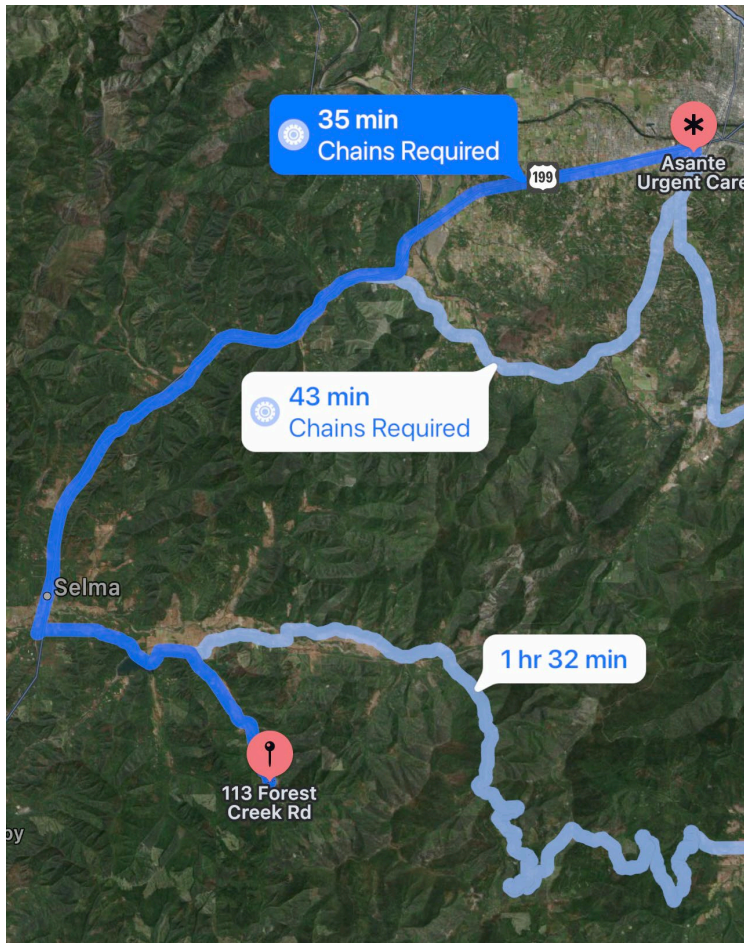 35 min
Chains Required
199
Asante
Urgent Care
43 min
Chains Required
Selma
1 hr 32 min
113 Forest
Creek Rd
by